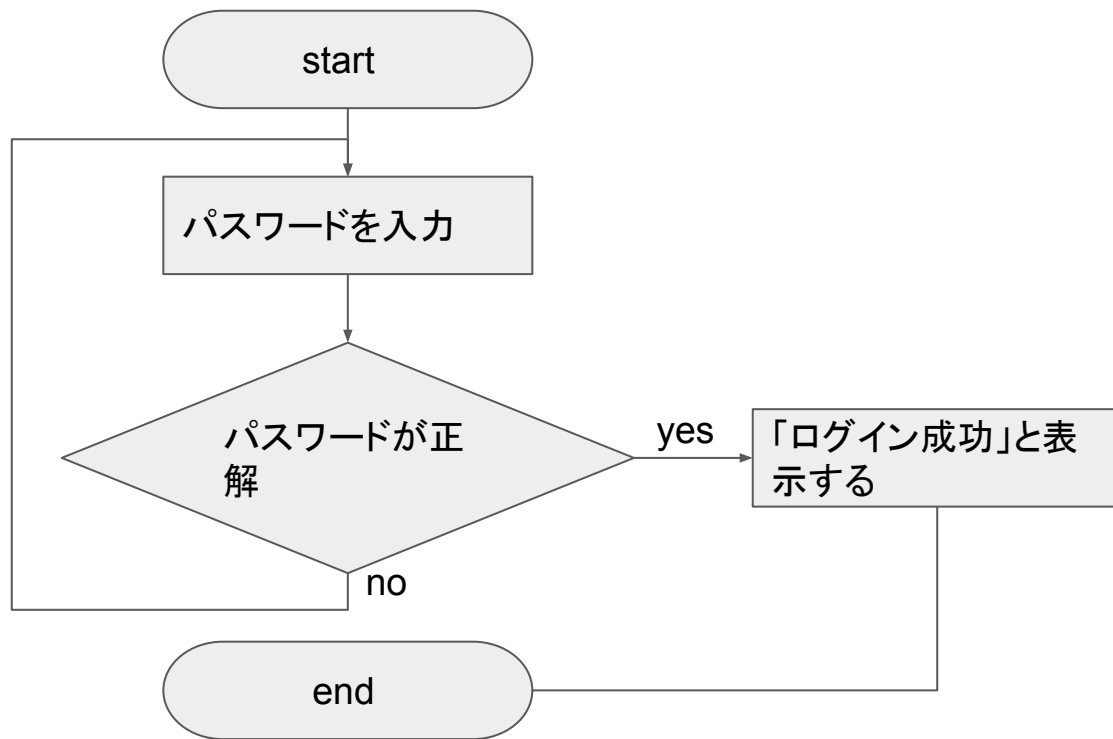 start
パスワードを入力
パスワードが正
解
yes
「ログイン成功」と表
示する
no
end